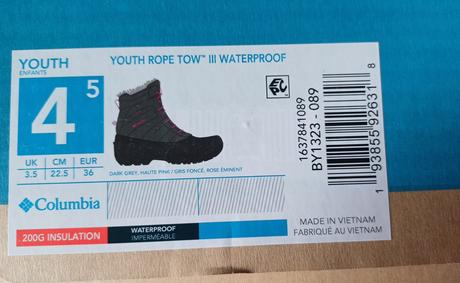 YOUTH
ENFANTS
4 5
UK CM EUR
3.5 22.5 36
YOUTH ROPE TOW™ III WATERPROOF
DARK GREY, HAUTE PINK / GRIS FONCÉ, ROSE ÉMINENT
1637841089
BY1323 - 089
1 93855 92631 8
Columbia
200G INSULATION
WATERPROOF
IMPERMÉABLE
MADE IN VIETNAM
FABRIQUÉ AU VIETNAM